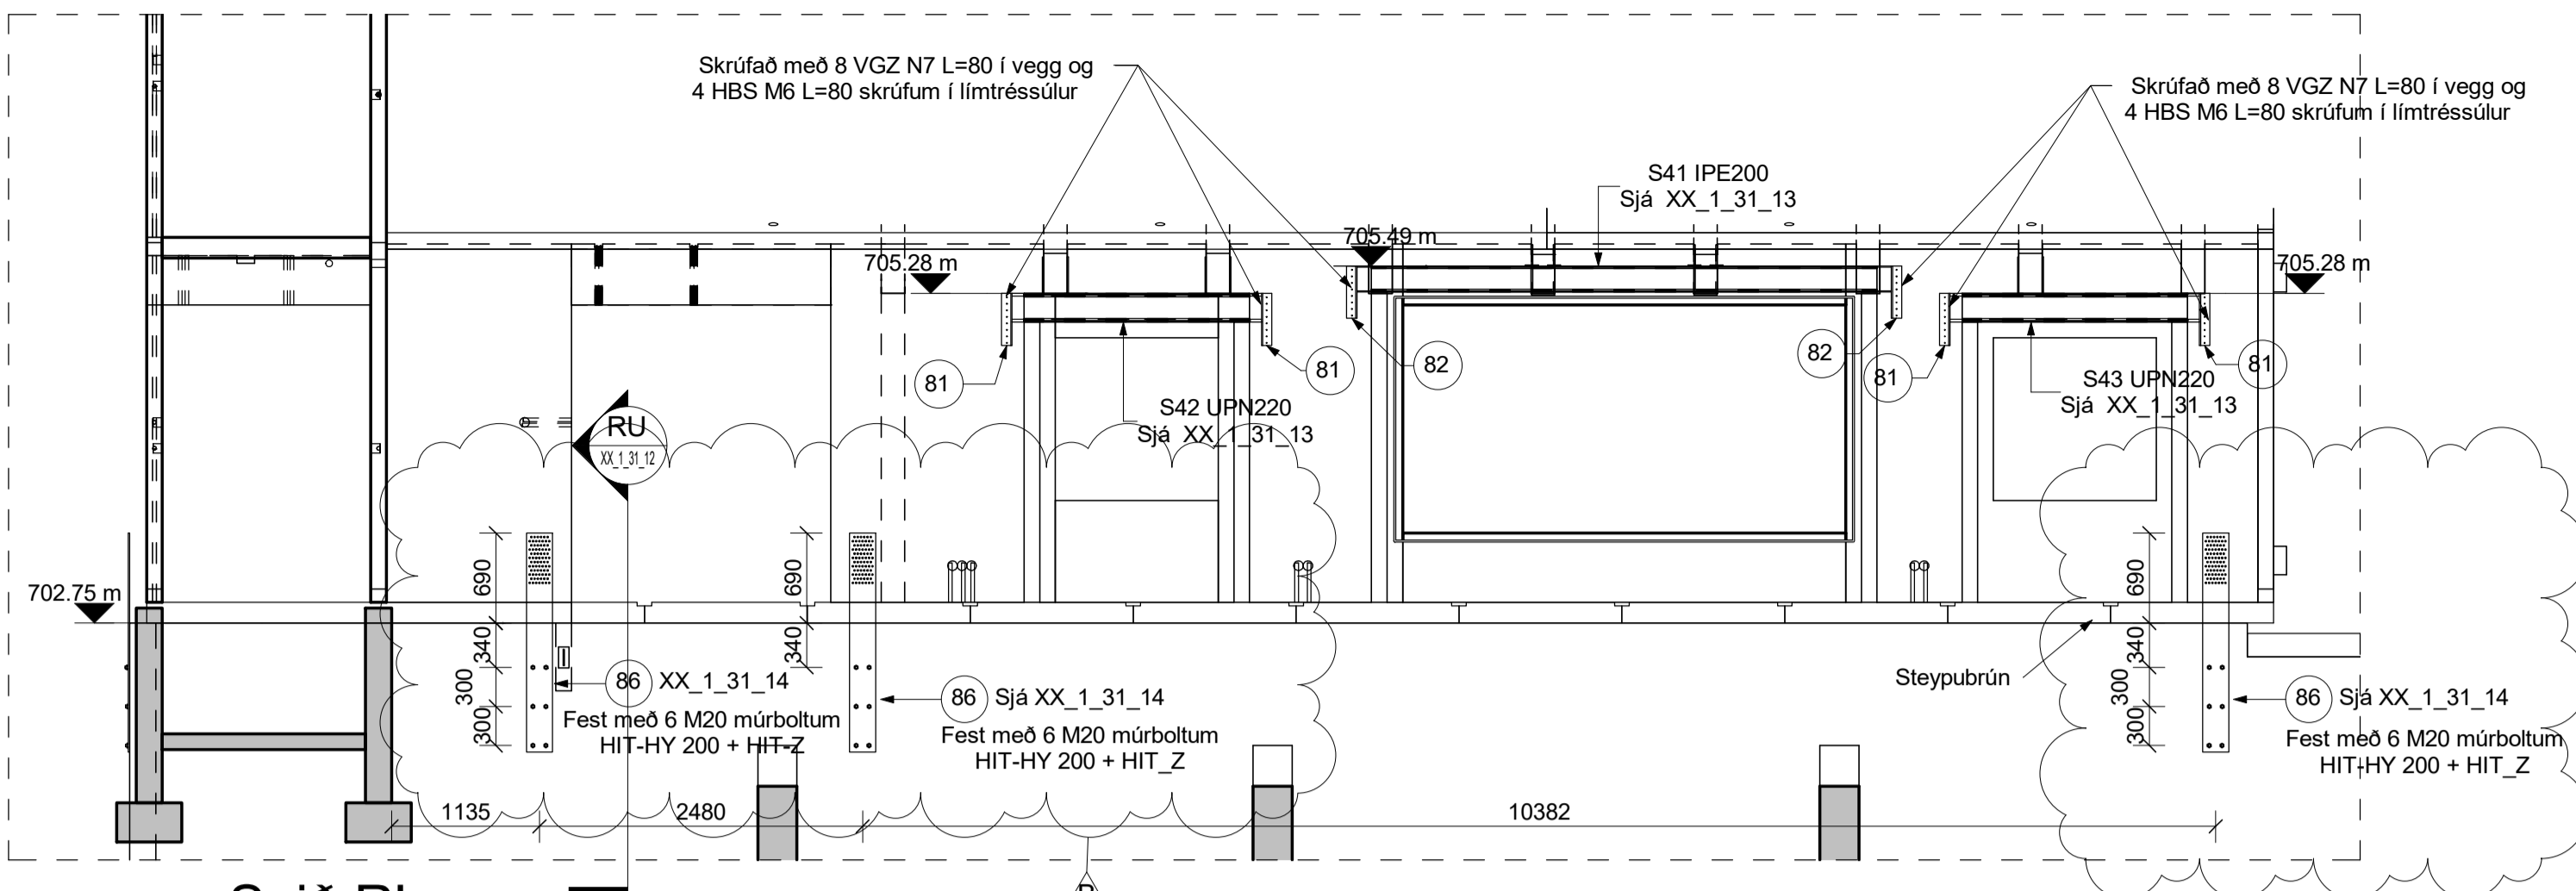 Skrúfað með 8 VGZ N7 L=80 í vegg og
4 HBS M6 L=80 skrúfum í límtréssúlur
Skrúfað með 8 VGZ N7 L=80 í vegg og
4 HBS M6 L=80 skrúfum í límtréssúlur
S41 IPE200
Sjá XX_1_31_13
705.49 m
705.28 m
705.28 m
81
81
82
82
81
81
S42 UPN220
Sjá XX_1_31_13
S43 UPN220
Sjá XX_1_31_13
RU
XX_1_31_12
702.75 m
690
340
300
300
690
340
690
340
300
300
86 XX_1_31_14
Fest með 6 M20 múrboltum
HIT-HY 200 + HIT-Z
86 Sjá XX_1_31_14
Fest með 6 M20 múrboltum
HIT-HY 200 + HIT_Z
Steypubrún
86 Sjá XX_1_31_14
Fest með 6 M20 múrboltum
HIT-HY 200 + HIT_Z
1135
2480
10382